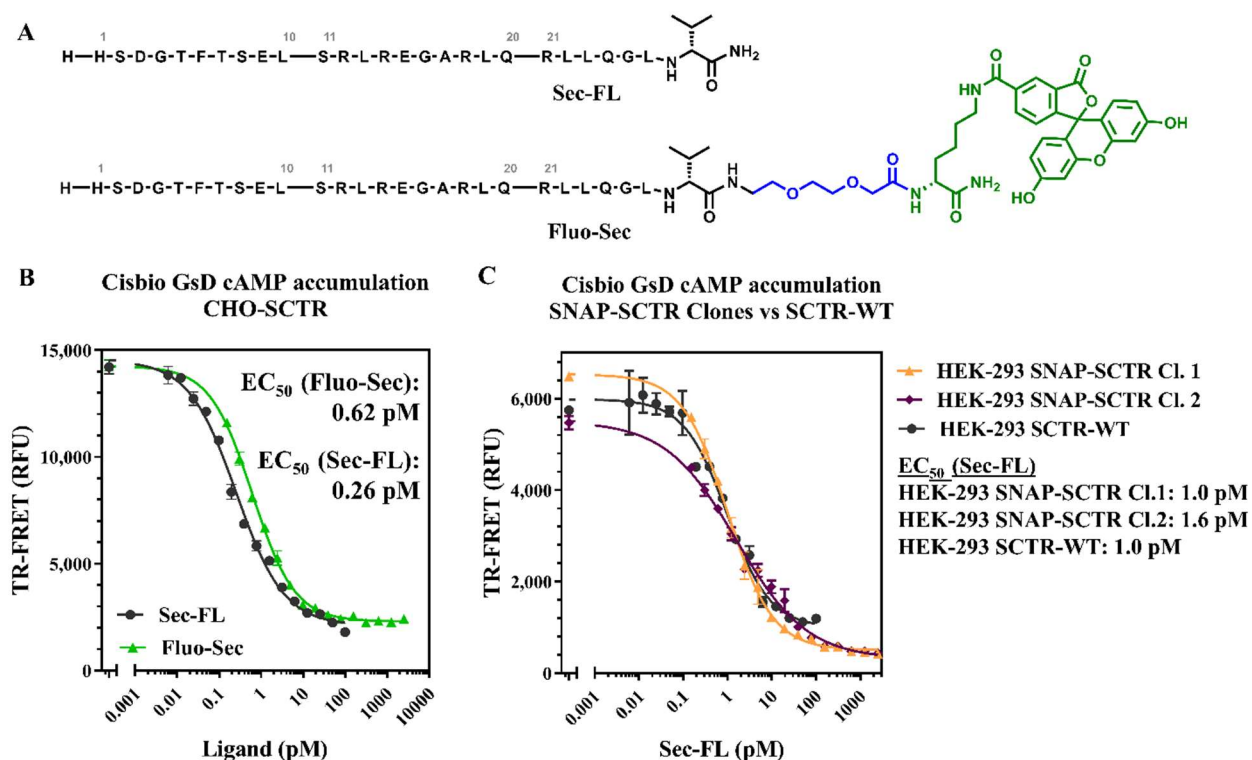 A
1 10 11 20 21
H-HSDGTFTSEL-SRLREGARLQ-RLLQGL-N H NH2 O
Sec-FL
1 10 11 20 21
H-HSDGTFTSEL-SRLREGARLQ-RLLQGL-N H O H N O O O N H O NH2 NH O O O O OH HO
Fluo-Sec
B
Cisbio GsD cAMP accumulation
CHO-SCTR
TR-FRET (RFU)
15,000
10,000
5,000
0
EC50 (Fluo-Sec):
0.62 pM
EC50 (Sec-FL):
0.26 pM
Sec-FL
Fluo-Sec
0.001 0.01 0.1 1 10 100 1000 10000
Ligand (pM)
C
Cisbio GsD cAMP accumulation
SNAP-SCTR Clones vs SCTR-WT
TR-FRET (RFU)
6,000
4,000
2,000
0
0.001 0.01 0.1 1 10 100 1000
Sec-FL (pM)
HEK-293 SNAP-SCTR Cl. 1
HEK-293 SNAP-SCTR Cl. 2
HEK-293 SCTR-WT
EC50 (Sec-FL)
HEK-293 SNAP-SCTR Cl.1: 1.0 pM
HEK-293 SNAP-SCTR Cl.2: 1.6 pM
HEK-293 SCTR-WT: 1.0 pM